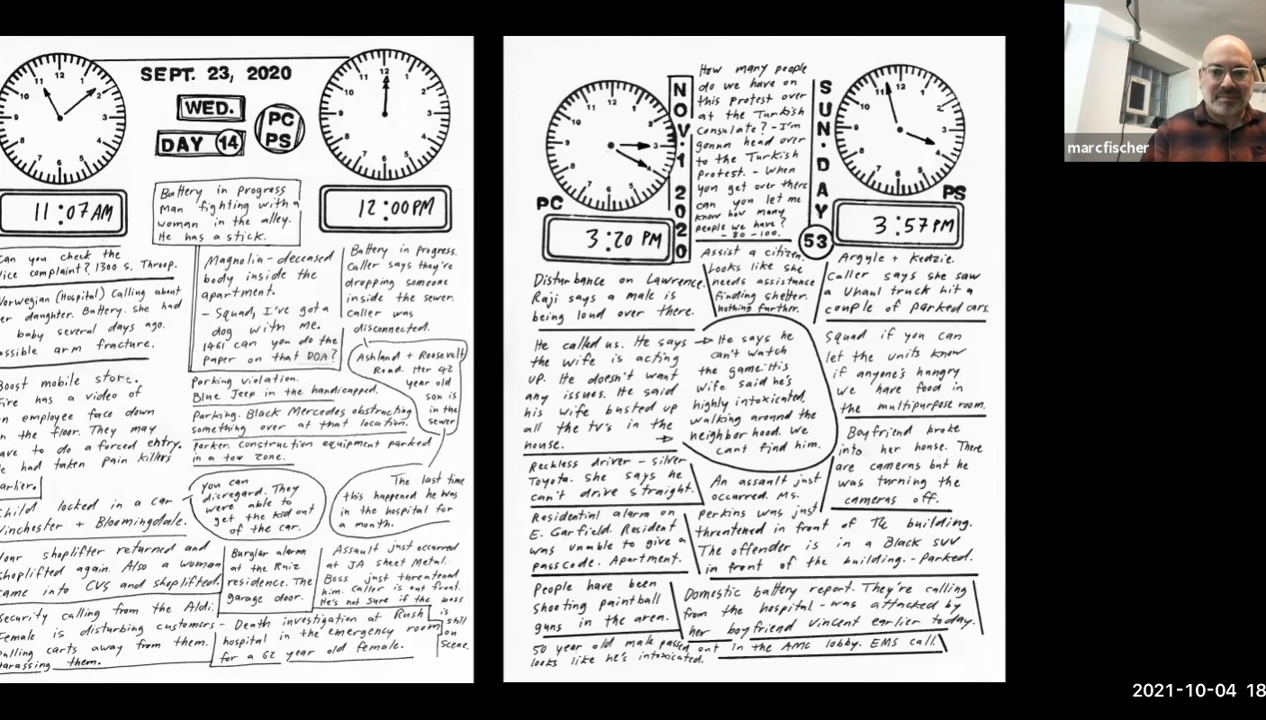 SEPT. 23, 2020
WED.
DAY 14
PC
PS
11:07 AM
12:00 PM
Battery in progress
Man fighting with a
woman in the alley.
He has a stick.
can you check the
complaint? 1300 S. Throop.
Norwegian (Hospital) calling about
daughter. Battery. she had
baby several days ago.
possible arm fracture.
Boost mobile store.
Fire has a video of
an employee face down
on the floor. They may
have to do a forced entry.
He had taken pain killers
earlier.
Child locked in a car
Winchester + Bloomingdale.
Your shoplifter returned and
shoplifted again. Also a woman
came into CVS and shoplifted.
Security calling from the Aldi.
Female is disturbing customers -
pulling carts away from them.
Harassing them.
Magnolia - deceased
body inside the
apartment.
- Squad, I've got a
dog with me.
1461 can you do the
paper on that DOA?
Parking violation.
Blue Jeep in the handicapped.
Parking. Black Mercedes obstructing
something over at that location.
Parker. Construction equipment parked
in a tow zone.
you can
disregard. They
were able to
get the kid out
of the car.
Burglar alarm
at the Ruiz
residence. The
garage door.
Death investigation at Rush
hospital in the emergency room
for a 62 year old female.
Battery in progress.
Caller says they're
dropping someone
inside the sewer.
Caller was
disconnected.
Ashland + Roosevelt
Road. Her 42
year old
son is
in the
sewer
The last time
this happened he was
in the hospital for
a month.
Assault just occurred
at JA Sheet Metal.
Boss just threatened
him. Caller is out front.
He's not sure if the boss
is
still
on
scene.
NOV. 1 2020
SUN. DAY
53
PC
3:20 PM
PS
3:57 PM
How many people
do we have on
this protest over
at the Turkish
Consulate? - I'm
gonna head over
to the Turkish
protest. - When
you get over there
can you let me
know how many
people we have?
- 80 - 100.
Disturbance on Lawrence.
Raji says a male is
being loud over there.
He called us. He says
the wife is acting
up. He doesn't want
any issues. He said
his wife busted up
all the tv's in the
house.
Reckless driver - silver
Toyota. She says he
can't drive straight.
Residential alarm on
E. Garfield. Resident
was unable to give a
passcode. Apartment.
People have been
shooting paintball
guns in the area.
50 year old male passed out in the AMC lobby. EMS call.
looks like he's intoxicated.
Assist a citizen.
Looks like she
needs assistance
finding shelter.
nothing further.
He says he
can't watch
the game. His
wife said he's
highly intoxicated.
walking around the
neighborhood. We
cant find him.
An assault just
occurred. Ms.
Perkins was just
threatened in front of the building.
The offender is in a Black SUV
in front of the building. - Parked.
Domestic battery report. They're calling
from the hospital - was attacked by
her boyfriend Vincent earlier today.
Argyle + Kedzie.
Caller says she saw
a Uhaul truck hit a
couple of parked cars.
Squad if you can
let the units know
if anyone's hungry
we have food in
the multipurpose room.
Boyfriend broke
into her house. There
are cameras but he
was turning the
cameras off.
marcfischer
2021-10-04 18